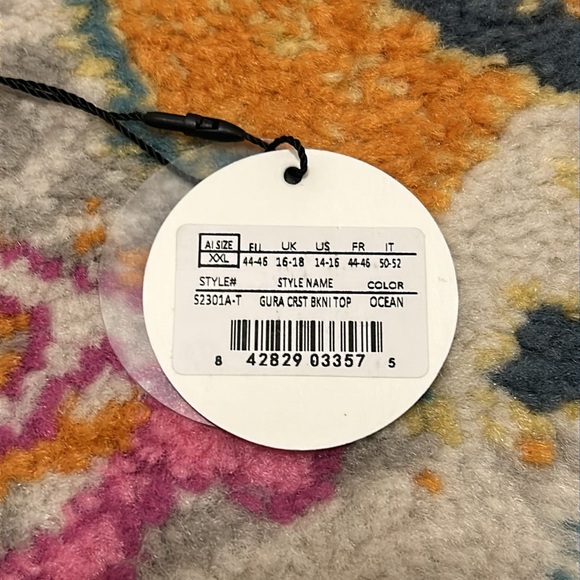 AI SIZE EU UK US FR IT
XXL 44-46 16-18 14-16 44-46 50-52
STYLE# STYLE NAME COLOR
S2301A-T GURA CRST BKNI TOP OCEAN
8 42829 03357 5